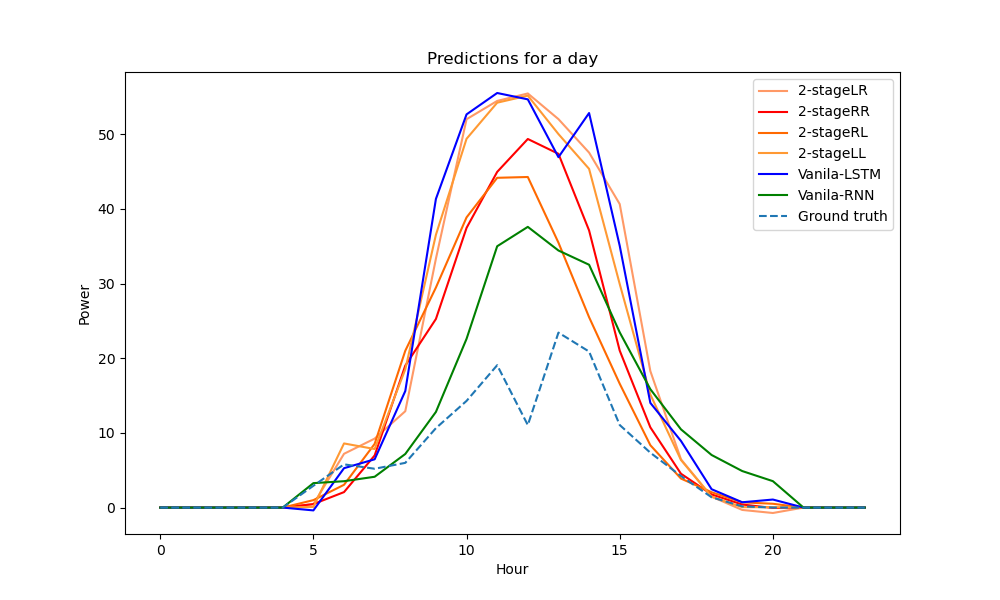 Predictions for a day
2-stageLR
2-stageRR
2-stageRL
2-stageLL
Vanila-LSTM
Vanila-RNN
Ground truth
Power
50
40
30
20
10
0
0 5 10 15 20
Hour